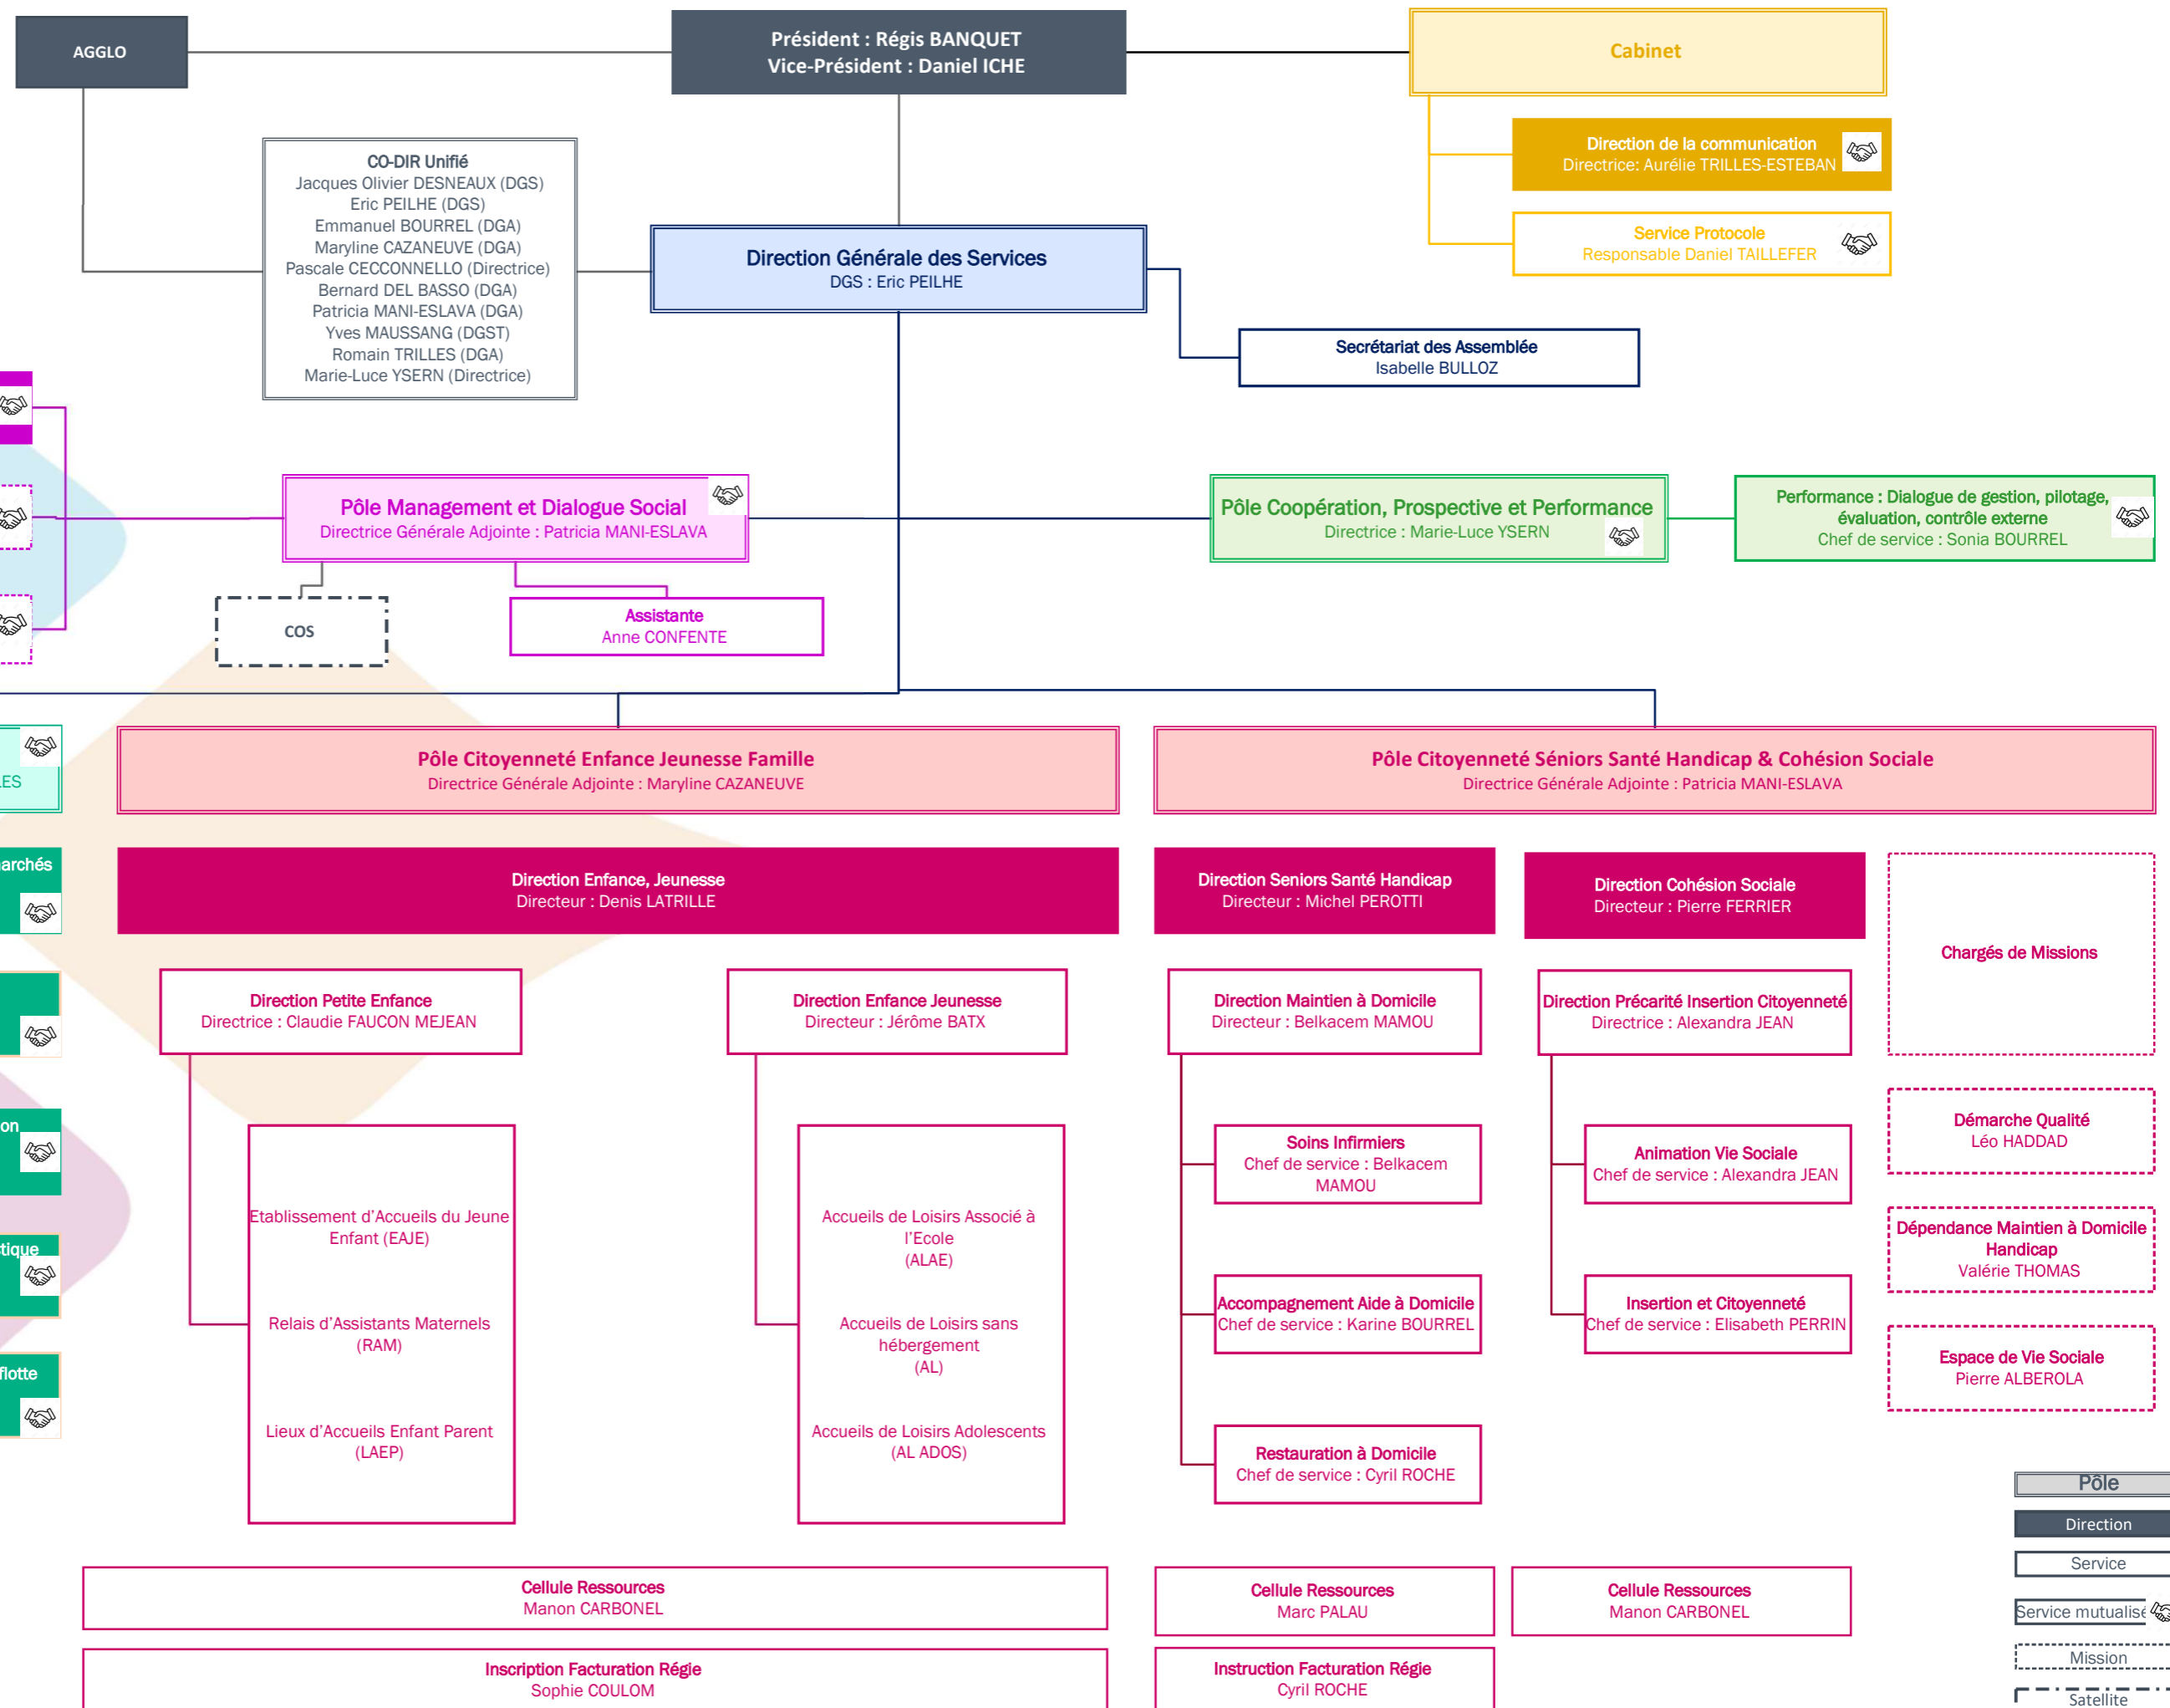 AGGLO
Président : Régis BANQUET
Vice-Président : Daniel ICHE
Cabinet
Direction de la communication
Directrice: Aurélie TRILLES-ESTEBAN
Service Protocole
Responsable Daniel TAILLEFER
CO-DIR Unifié
Jacques Olivier DESNEAUX (DGS)
Eric PEILHE (DGS)
Emmanuel BOURREL (DGA)
Maryline CAZANEUVE (DGA)
Pascale CECCONNELLO (Directrice)
Bernard DEL BASSO (DGA)
Patricia MANI-ESLAVA (DGA)
Yves MAUSSANG (DGST)
Romain TRILLES (DGA)
Marie-Luce YSERN (Directrice)
Direction Générale des Services
DGS : Eric PEILHE
Secrétariat des Assemblée
Isabelle BULLOZ
Pôle Management et Dialogue Social
Directrice Générale Adjointe : Patricia MANI-ESLAVA
Pôle Coopération, Prospective et Performance
Directrice : Marie-Luce YSERN
Performance : Dialogue de gestion, pilotage,
évaluation, contrôle externe
Chef de service : Sonia BOURREL
COS
Assistante
Anne CONFENTE
LES
Pôle Citoyenneté Enfance Jeunesse Famille
Directrice Générale Adjointe : Maryline CAZANEUVE
Pôle Citoyenneté Séniors Santé Handicap & Cohésion Sociale
Directrice Générale Adjointe : Patricia MANI-ESLAVA
archés
Direction Enfance, Jeunesse
Directeur : Denis LATRILLE
Direction Seniors Santé Handicap
Directeur : Michel PEROTTI
Direction Cohésion Sociale
Directeur : Pierre FERRIER
Chargés de Missions
Direction Petite Enfance
Directrice : Claudie FAUCON MEJEAN
Direction Enfance Jeunesse
Directeur : Jérôme BATX
Direction Maintien à Domicile
Directeur : Belkacem MAMOU
Direction Précarité Insertion Citoyenneté
Directrice : Alexandra JEAN
on
Démarche Qualité
Léo HADDAD
Soins Infirmiers
Chef de service : Belkacem
MAMOU
Animation Vie Sociale
Chef de service : Alexandra JEAN
Etablissement d'Accueils du Jeune
Enfant (EAJE)
Accueils de Loisirs Associé à
l'Ecole
(ALAE)
Dépendance Maintien à Domicile
Handicap
Valérie THOMAS
tique
Relais d'Assistants Maternels
(RAM)
Accueils de Loisirs sans
hébergement
(AL)
Accompagnement Aide à Domicile
Chef de service : Karine BOURREL
Insertion et Citoyenneté
Chef de service : Elisabeth PERRIN
Espace de Vie Sociale
Pierre ALBEROLA
flotte
Lieux d'Accueils Enfant Parent
(LAEP)
Accueils de Loisirs Adolescents
(AL ADOS)
Restauration à Domicile
Chef de service : Cyril ROCHE
Cellule Ressources
Manon CARBONEL
Cellule Ressources
Marc PALAU
Cellule Ressources
Manon CARBONEL
Inscription Facturation Régie
Sophie COULOM
Instruction Facturation Régie
Cyril ROCHE
Pôle
Direction
Service
Service mutualisé
Mission
Satellite